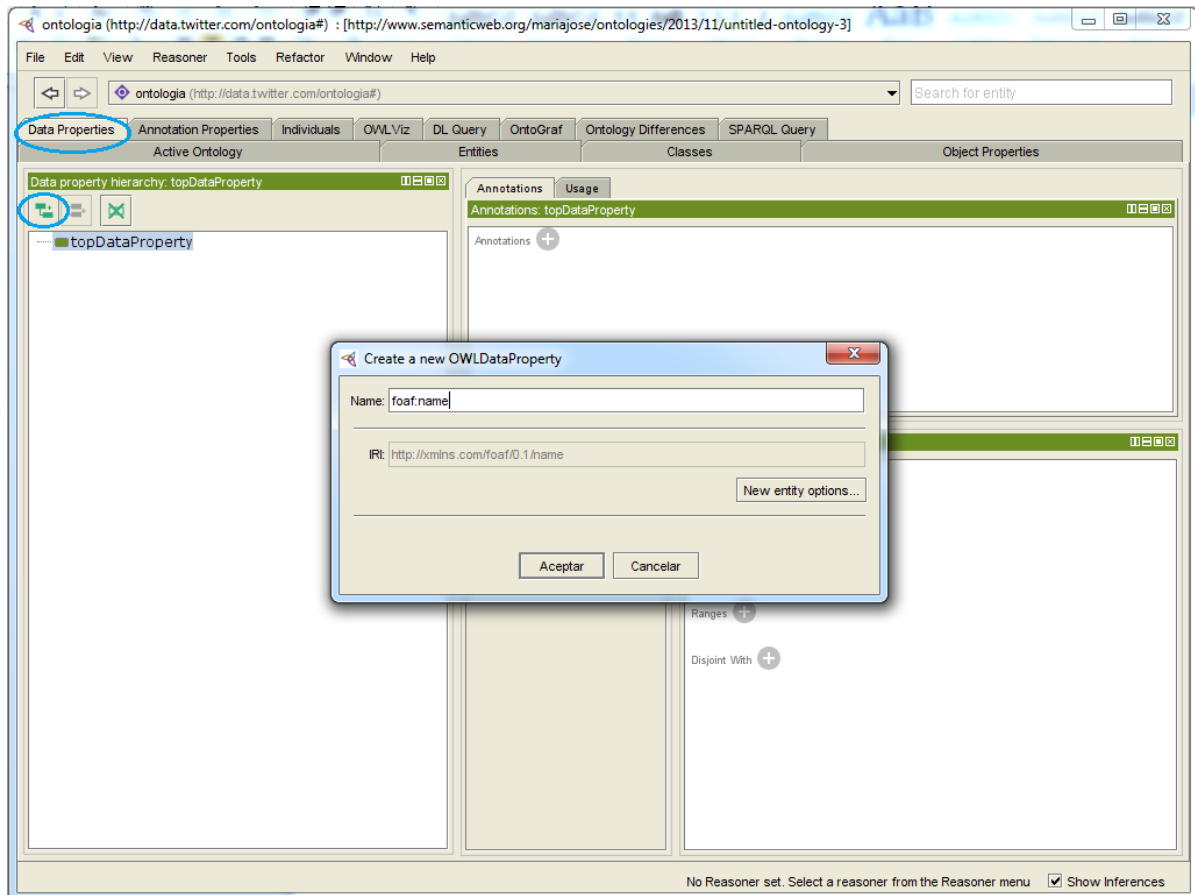 ontologia (http://data.twitter.com/ontologia#) : [http://www.semanticweb.org/mariajose/ontologies/2013/11/untitled-ontology-3]
File Edit View Reasoner Tools Refactor Window Help
ontologia (http://data.twitter.com/ontologia#)
Search for entity
Data Properties Annotation Properties Individuals OWLViz DL Query OntoGraf Ontology Differences SPARQL Query
Active Ontology Entities Classes Object Properties
Data property hierarchy: topDataProperty
topDataProperty
Annotations Usage
Annotations: topDataProperty
Annotations
Create a new OWLDataProperty
Name: foaf:name
IRI: http://xmlns.com/foaf/0.1/name
New entity options...
Aceptar Cancelar
Ranges
Disjoint With
No Reasoner set. Select a reasoner from the Reasoner menu Show Inferences